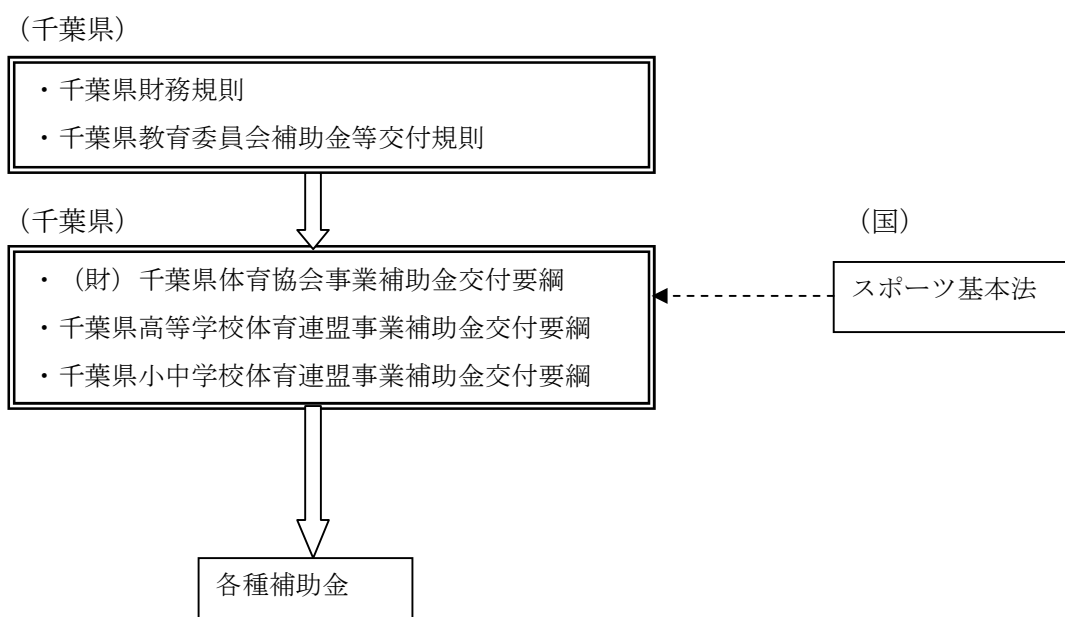 （千葉県）
・千葉県財務規則
・千葉県教育委員会補助金等交付規則
（千葉県）
（国）
・（財）千葉県体育協会事業補助金交付要綱
・千葉県高等学校体育連盟事業補助金交付要綱
・千葉県小中学校体育連盟事業補助金交付要綱
スポーツ基本法
各種補助金